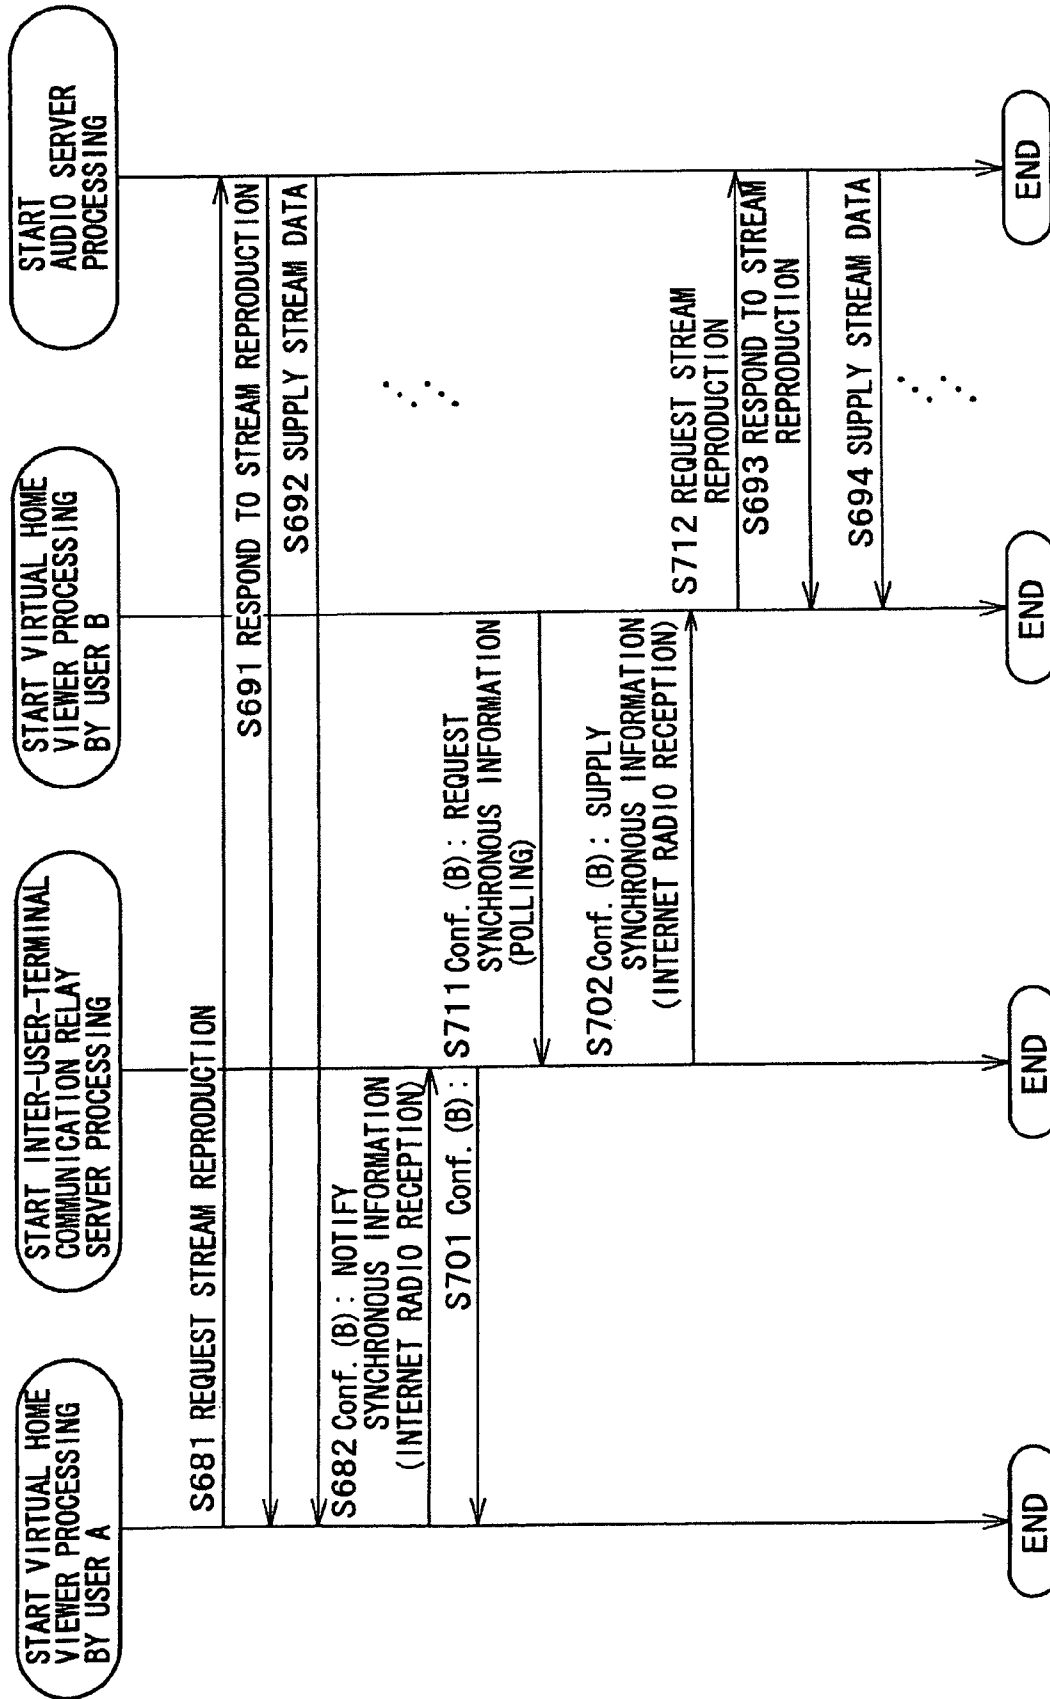 START VIRTUAL HOME
VIEWER PROCESSING
BY USER A
START INTER-USER-TERMINAL
COMMUNICATION RELAY
SERVER PROCESSING
START VIRTUAL HOME
VIEWER PROCESSING
BY USER B
START
AUDIO SERVER
PROCESSING
S681 REQUEST STREAM REPRODUCTION
S691 RESPOND TO STREAM REPRODUCTION
S692 SUPPLY STREAM DATA
S682 Conf. (B) : NOTIFY
SYNCHRONOUS INFORMATION
(INTERNET RADIO RECEPTION)
S701 Conf. (B) :
S711 Conf. (B) : REQUEST
SYNCHRONOUS INFORMATION
(POLLING)
S702 Conf. (B) : SUPPLY
SYNCHRONOUS INFORMATION
(INTERNET RADIO RECEPTION)
S712 REQUEST STREAM
REPRODUCTION
S693 RESPOND TO STREAM
REPRODUCTION
S694 SUPPLY STREAM DATA
END
END
END
END